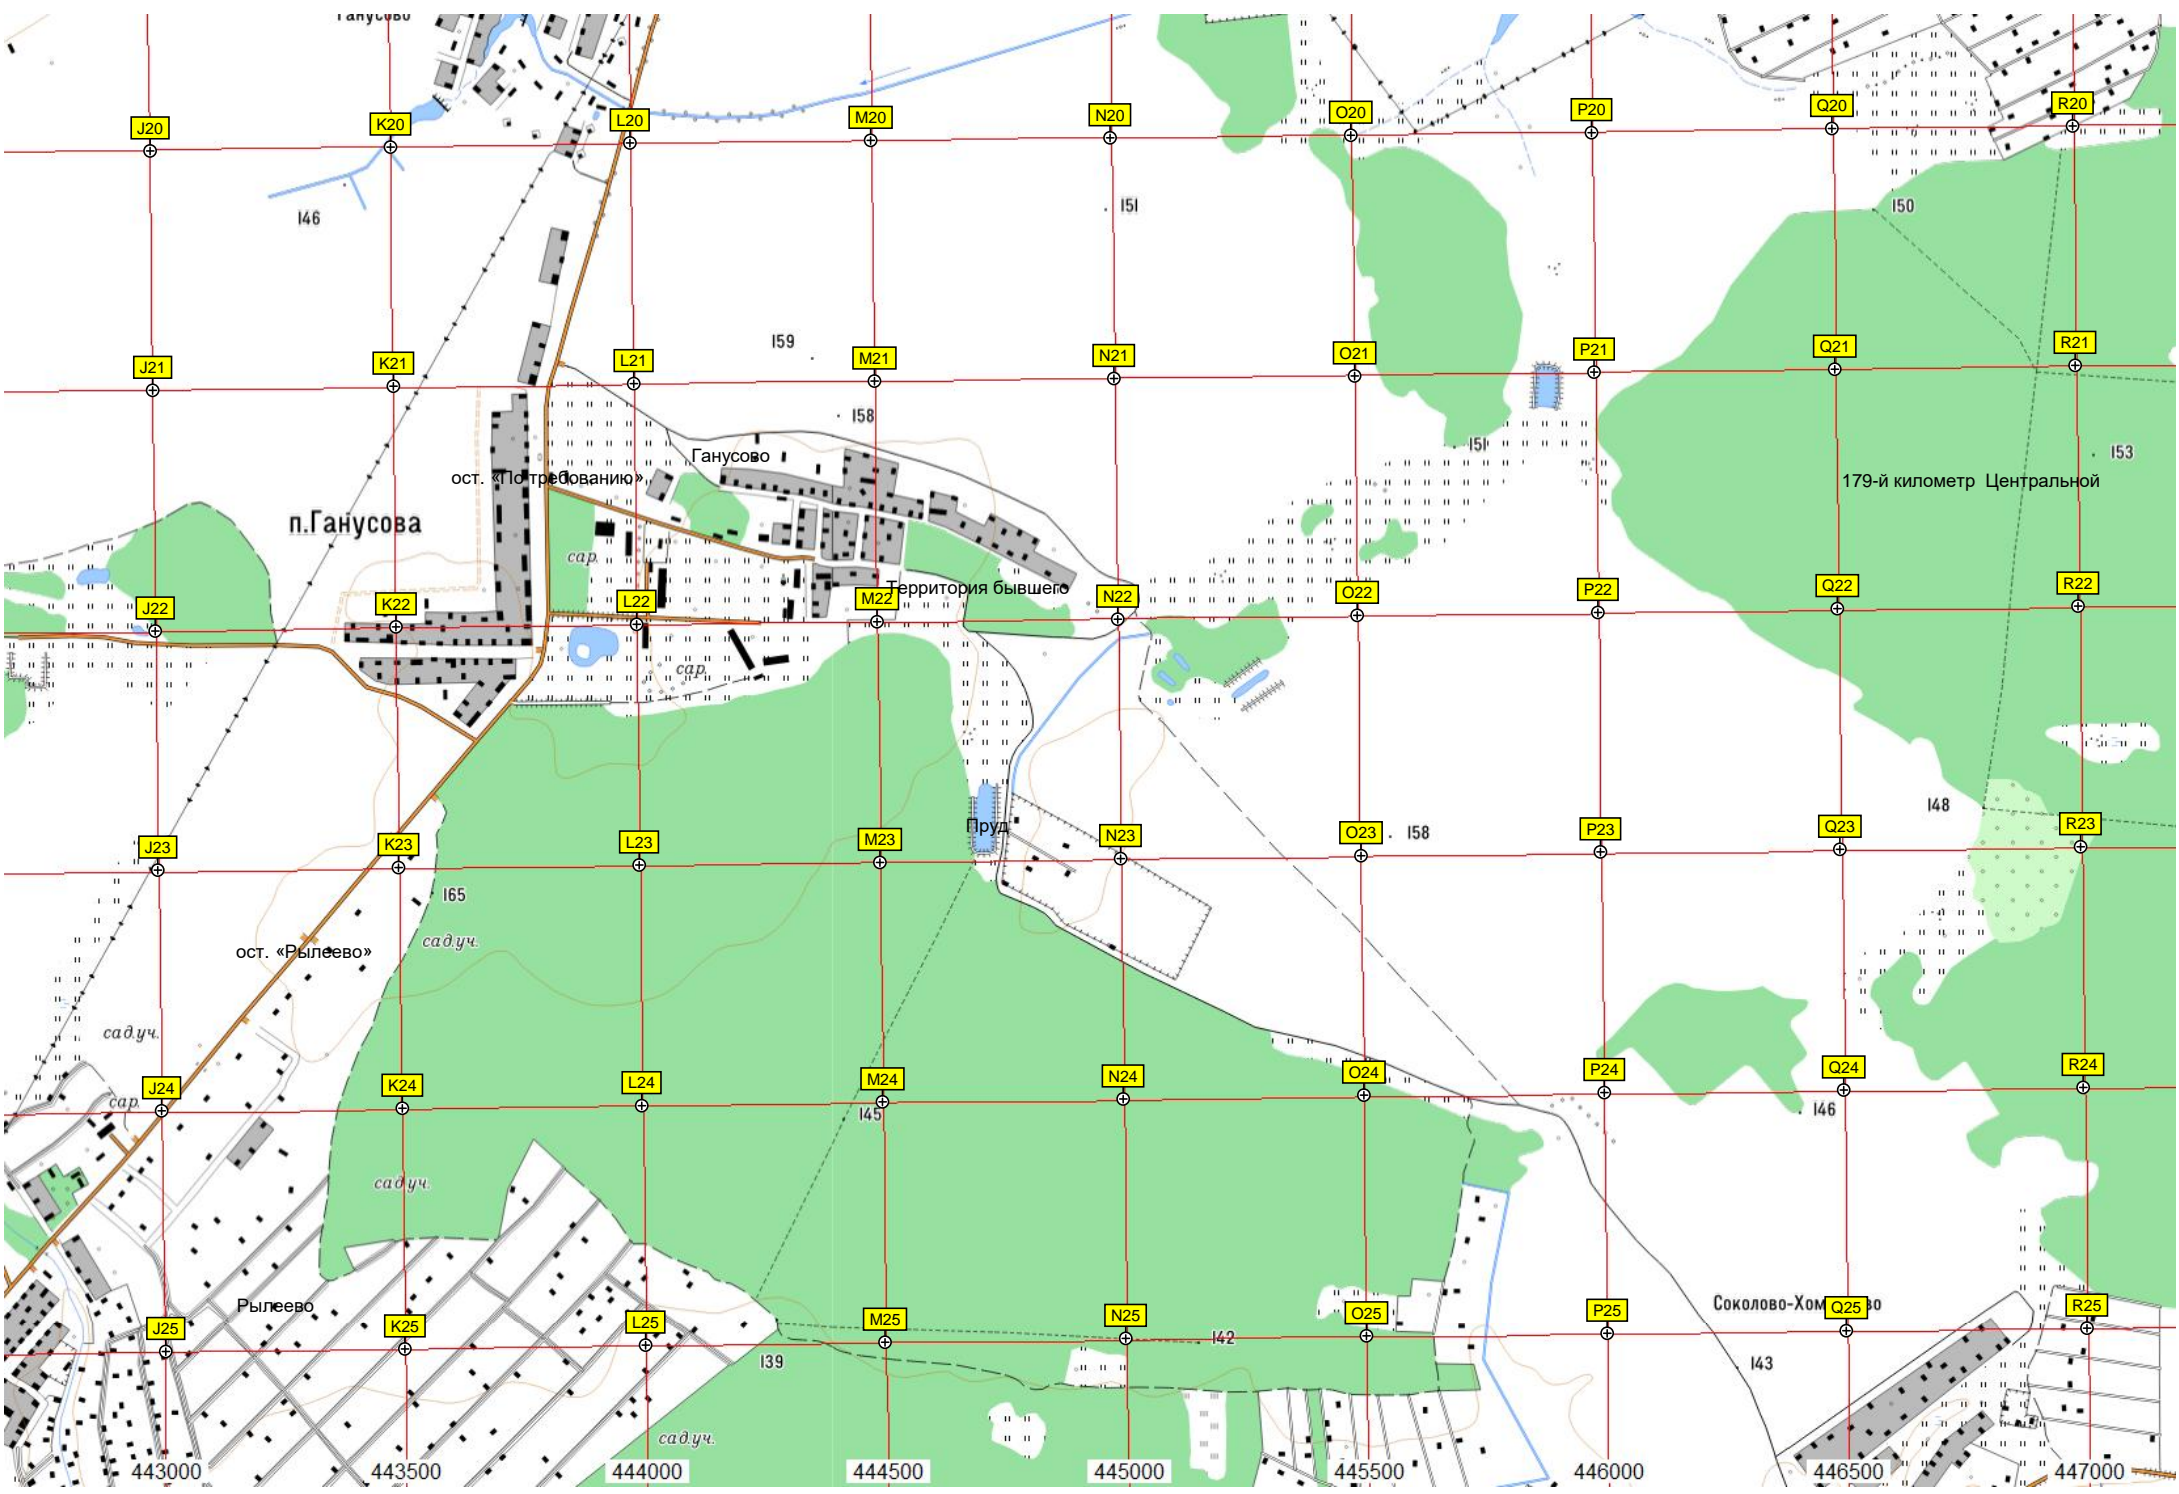 Ганусово
J20 K20 L20 M20 N20 O20 P20 Q20 R20
146
151
150
159
J21 K21 L21 M21 N21 O21 P21 Q21 R21
158
151
153
Ганусово
ост. «По требованию»
179-й километр Центральной
п.Ганусова
сар.
Территория бывшего
J22 K22 L22 M22 N22 O22 P22 Q22 R22
сар.
148
Пруд
158
J23 K23 L23 M23 N23 O23 P23 Q23 R23
165
сад.уч.
ост. «Рылеево»
сад.уч.
J24 K24 L24 M24 N24 O24 P24 Q24 R24
сар.
145
146
сад.уч.
Рылеево
Соколово-Хом во
J25 K25 L25 M25 N25 O25 P25 Q25 R25
142
139
143
сад.уч.
443000 443500 444000 444500 445000 445500 446000 446500 447000